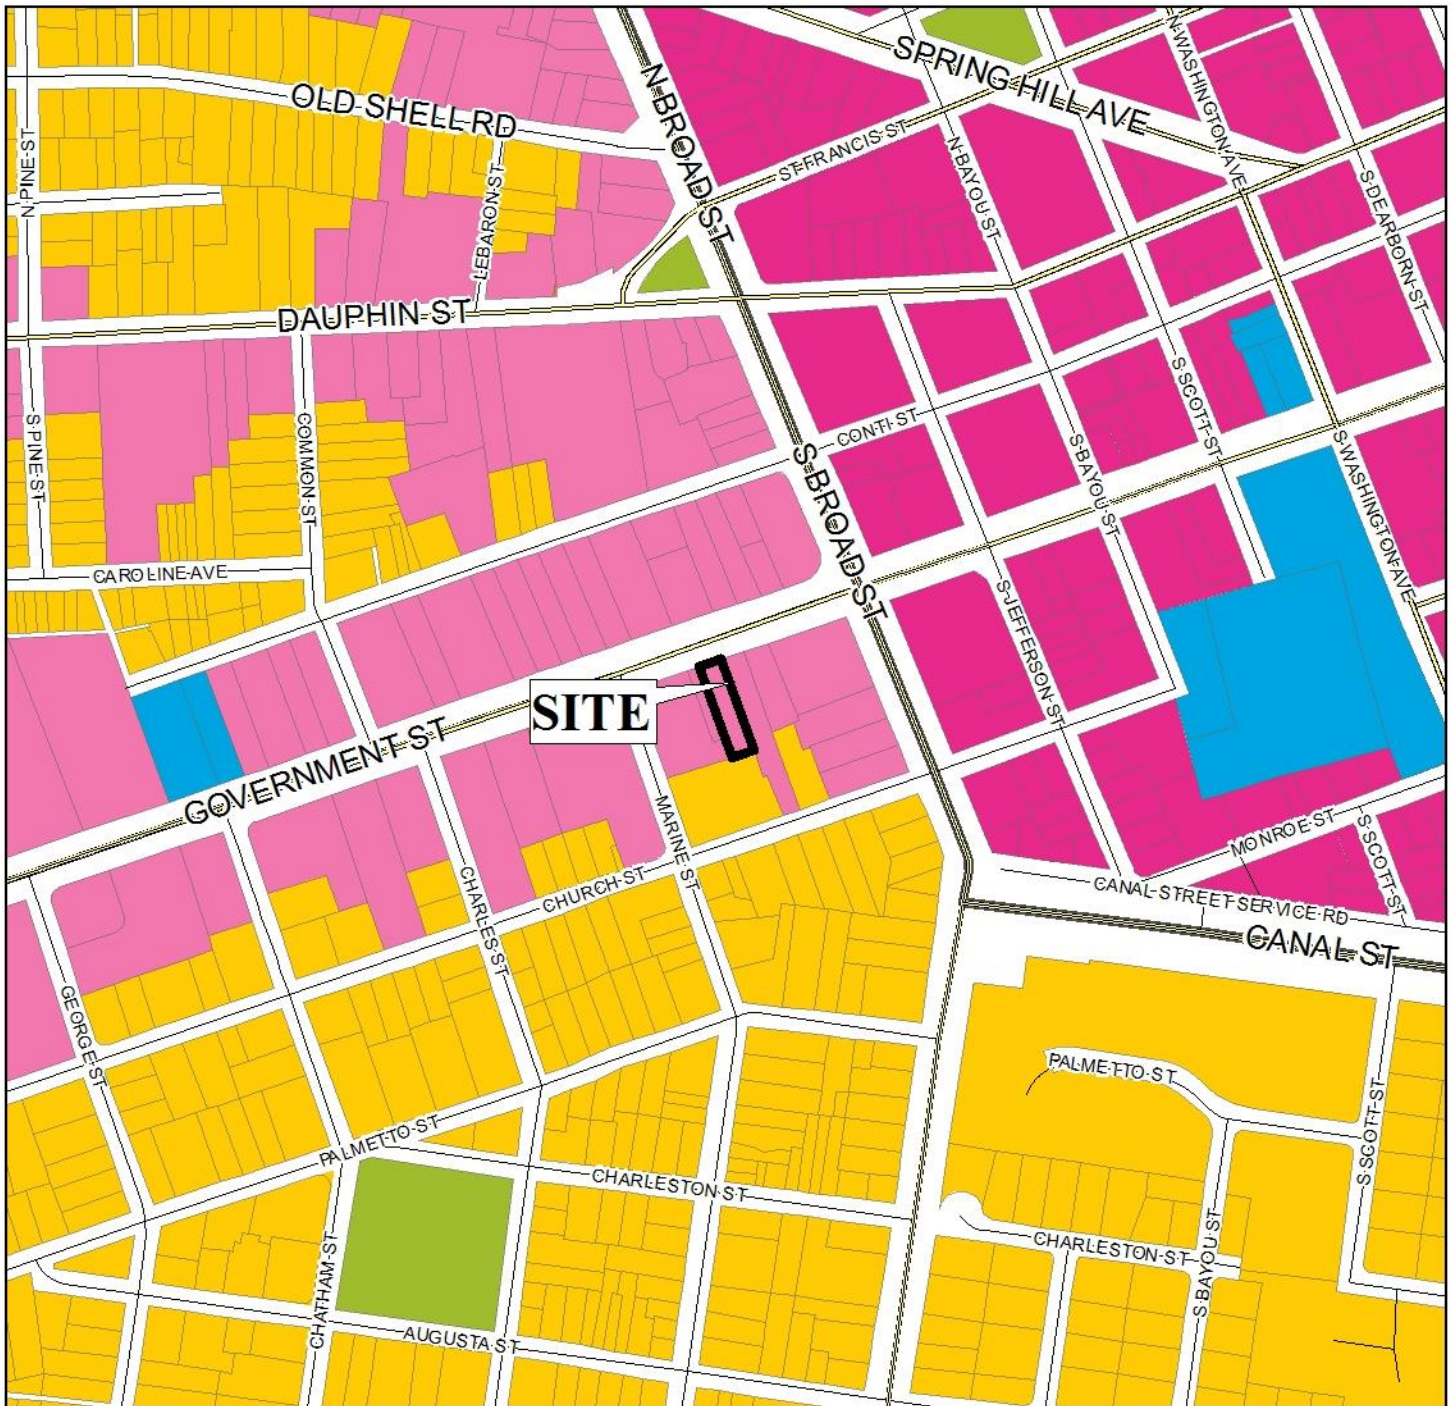 SPRING HILL AVE
N WASHINGTON AVE
N BROAD ST
OLD SHELL RD
ST FRANCIS ST
N BAYOU ST
N PINE ST
LEBARON ST
S DEARBORN ST
DAUPHIN ST
S SCOTT ST
S PINE ST
COMMON ST
CONTI ST
S BAYOU ST
S WASHINGTON AVE
S BROAD ST
CAROLINE AVE
S JEFFERSON ST
SITE
GOVERNMENT ST
MARINE ST
MONROE ST
S SCOTT ST
CHARLES ST
CHURCH ST
CANAL STREET SERVICE RD
CANAL ST
GEORGE ST
PALMETTO ST
S SCOTT ST
PALMETTO ST
CHARLESTON ST
CHATHAM ST
CHARLESTON ST
S BAYOU ST
AUGUSTA ST